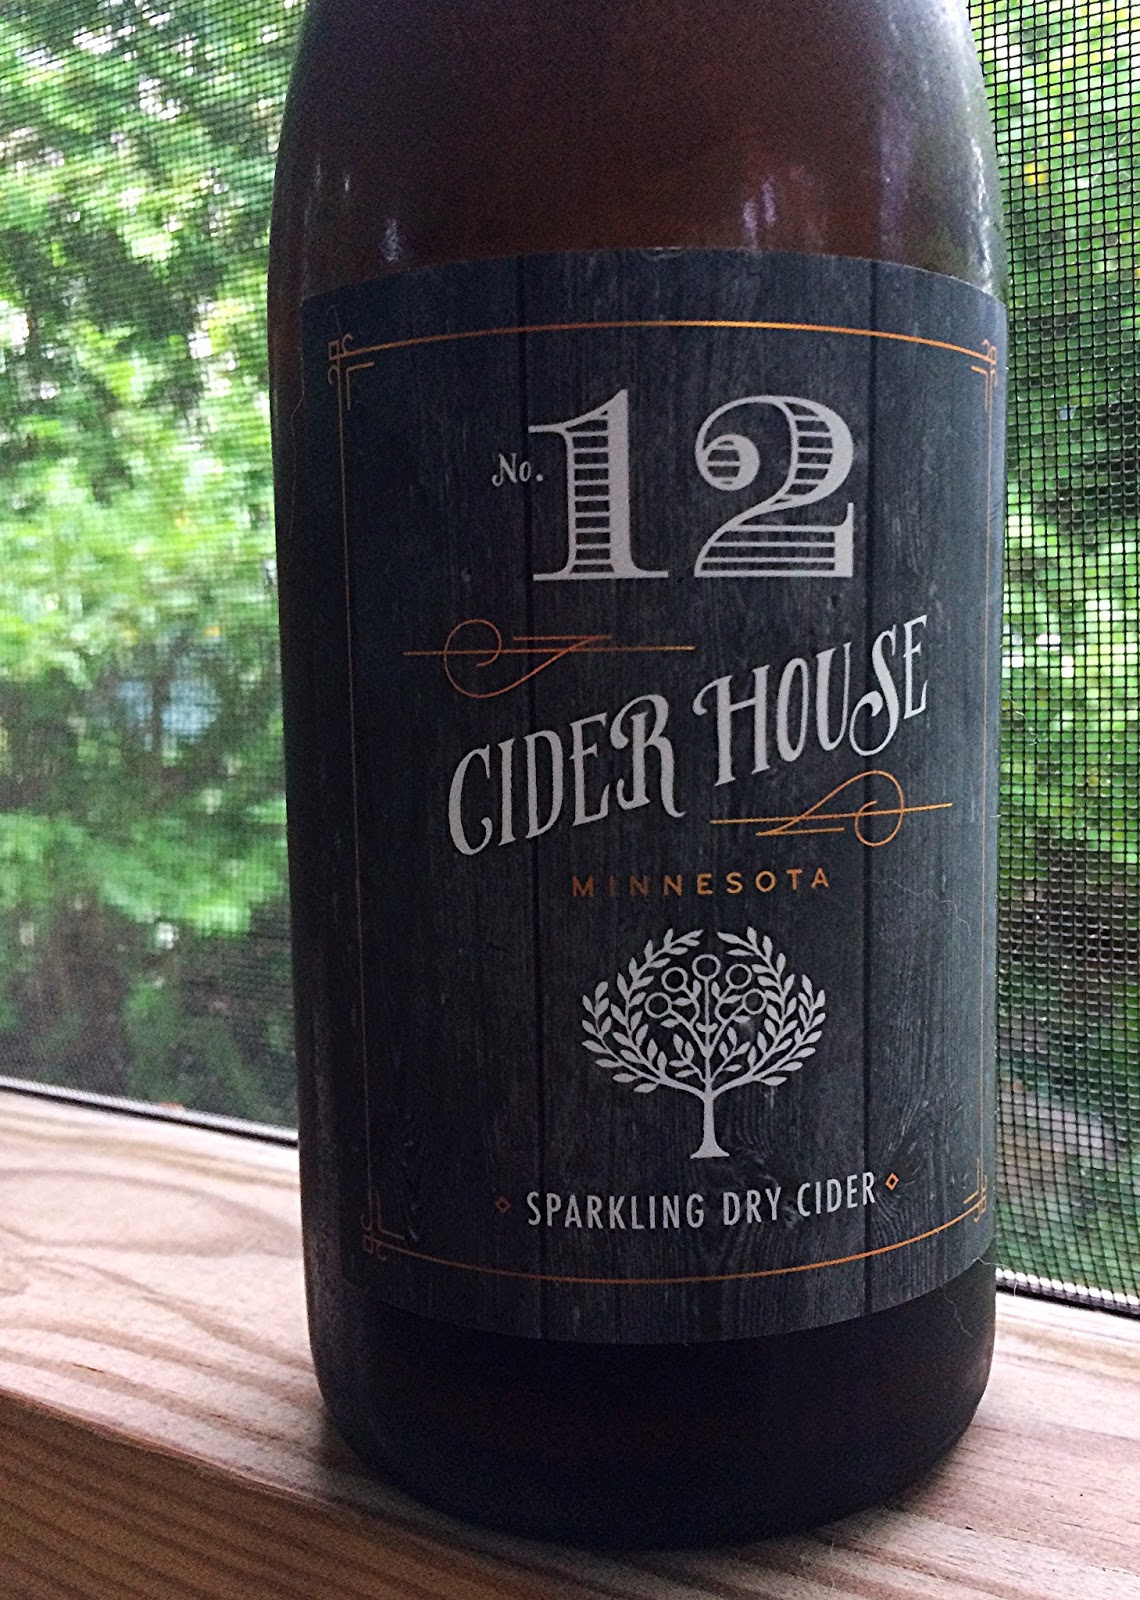 No. 12
CIDER HOUSE
MINNESOTA
SPARKLING DRY CIDER